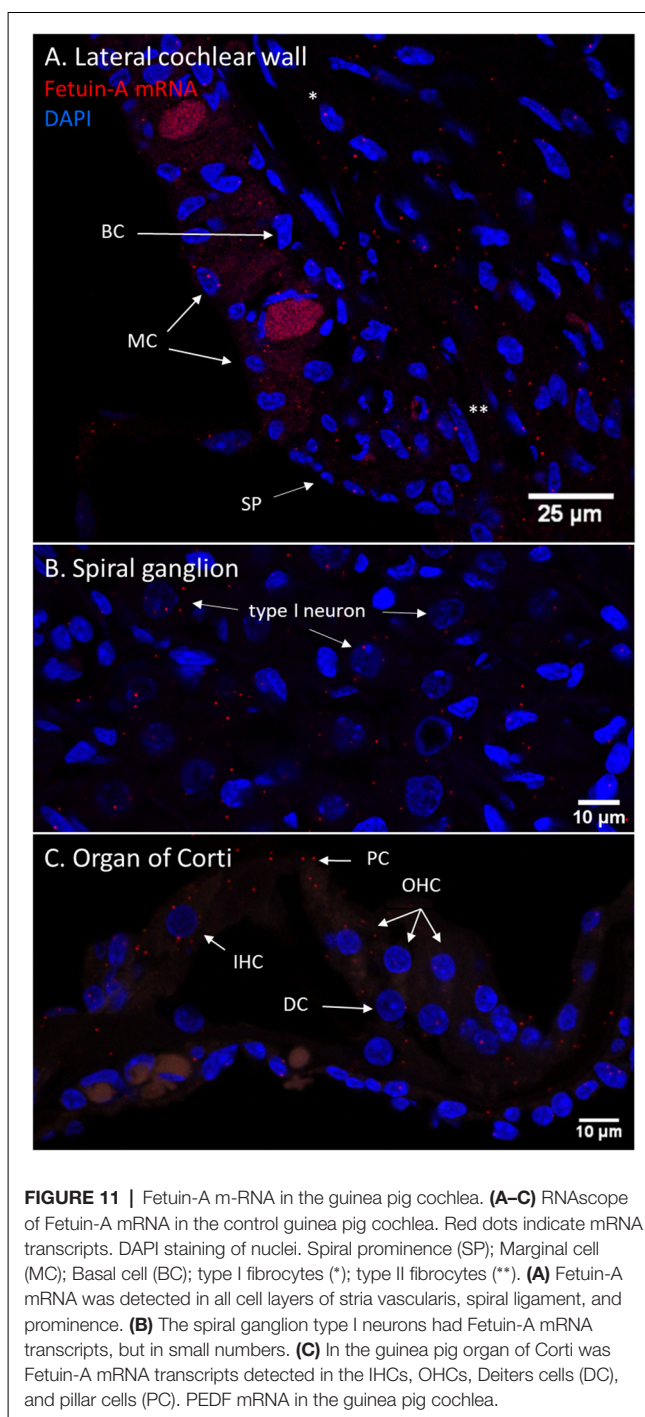 A. Lateral cochlear wall
Fetuin-A mRNA
DAPI
*
BC
MC
**
SP
25 µm
B. Spiral ganglion
type I neuron
10 µm
C. Organ of Corti
PC
OHC
IHC
DC
10 µm
FIGURE 11 | Fetuin-A m-RNA in the guinea pig cochlea. (A–C) RNAscope
of Fetuin-A mRNA in the control guinea pig cochlea. Red dots indicate mRNA
transcripts. DAPI staining of nuclei. Spiral prominence (SP); Marginal cell
(MC); Basal cell (BC); type I fibrocytes (*); type II fibrocytes (**). (A) Fetuin-A
mRNA was detected in all cell layers of stria vascularis, spiral ligament, and
prominence. (B) The spiral ganglion type I neurons had Fetuin-A mRNA
transcripts, but in small numbers. (C) In the guinea pig organ of Corti was
Fetuin-A mRNA transcripts detected in the IHCs, OHCs, Deiters cells (DC),
and pillar cells (PC). PEDF mRNA in the guinea pig cochlea.